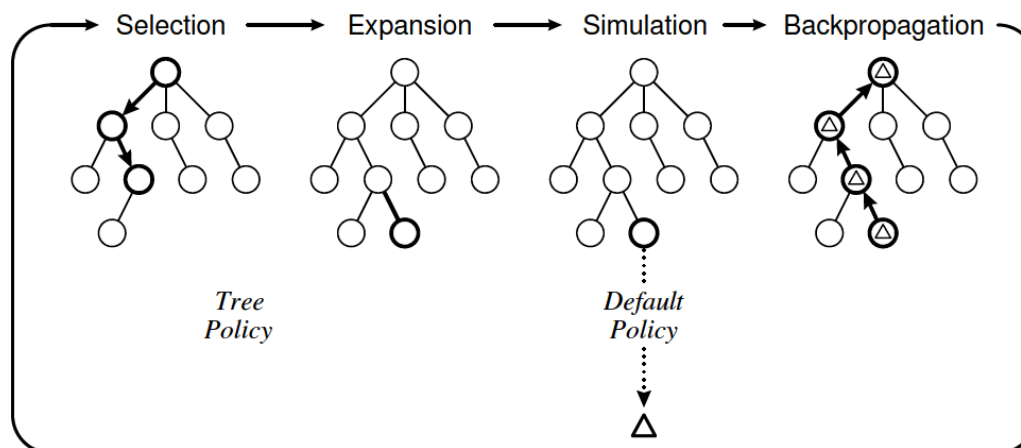 Selection Expansion Simulation Backpropagation
Tree
Policy
Default
Policy